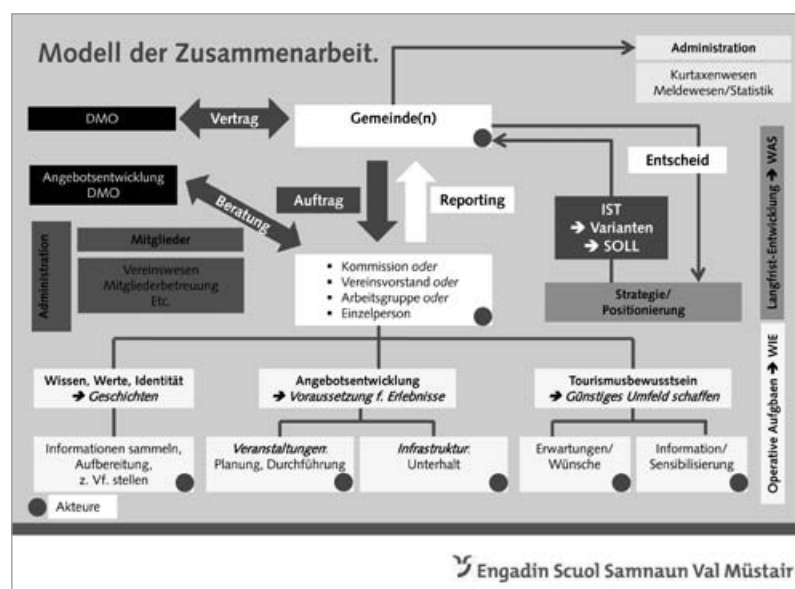 Modell der Zusammenarbeit.
Administration
Kurtaxenwesen
Meldewesen/Statistik
DMO
Vertrag
Gemeinde(n)
Entscheid
Angebotsentwicklung
DMO
Beratung
Auftrag
Reporting
IST
➔ Varianten
➔ SOLL
Langfrist-Entwicklung ➔ WAS
Administration
Mitglieder
Vereinswesen
Mitgliederbetreuung
Etc.
▪ Kommission oder
▪ Vereinsvorstand oder
▪ Arbeitsgruppe oder
▪ Einzelperson
Strategie/
Positionierung
Operative Aufgbaen ➔ WIE
Wissen, Werte, Identität
➔ Geschichten
Angebotsentwicklung
➔ Voraussetzung f. Erlebnisse
Tourismusbewusstsein
➔ Günstiges Umfeld schaffen
Informationen sammeln,
Aufbereitung,
z. Vf. stellen
Veranstaltungen:
Planung, Durchführung
Infrastruktur:
Unterhalt
Erwartungen/
Wünsche
Information/
Sensibilisierung
Akteure
Engadin Scuol Samnaun Val Müstair